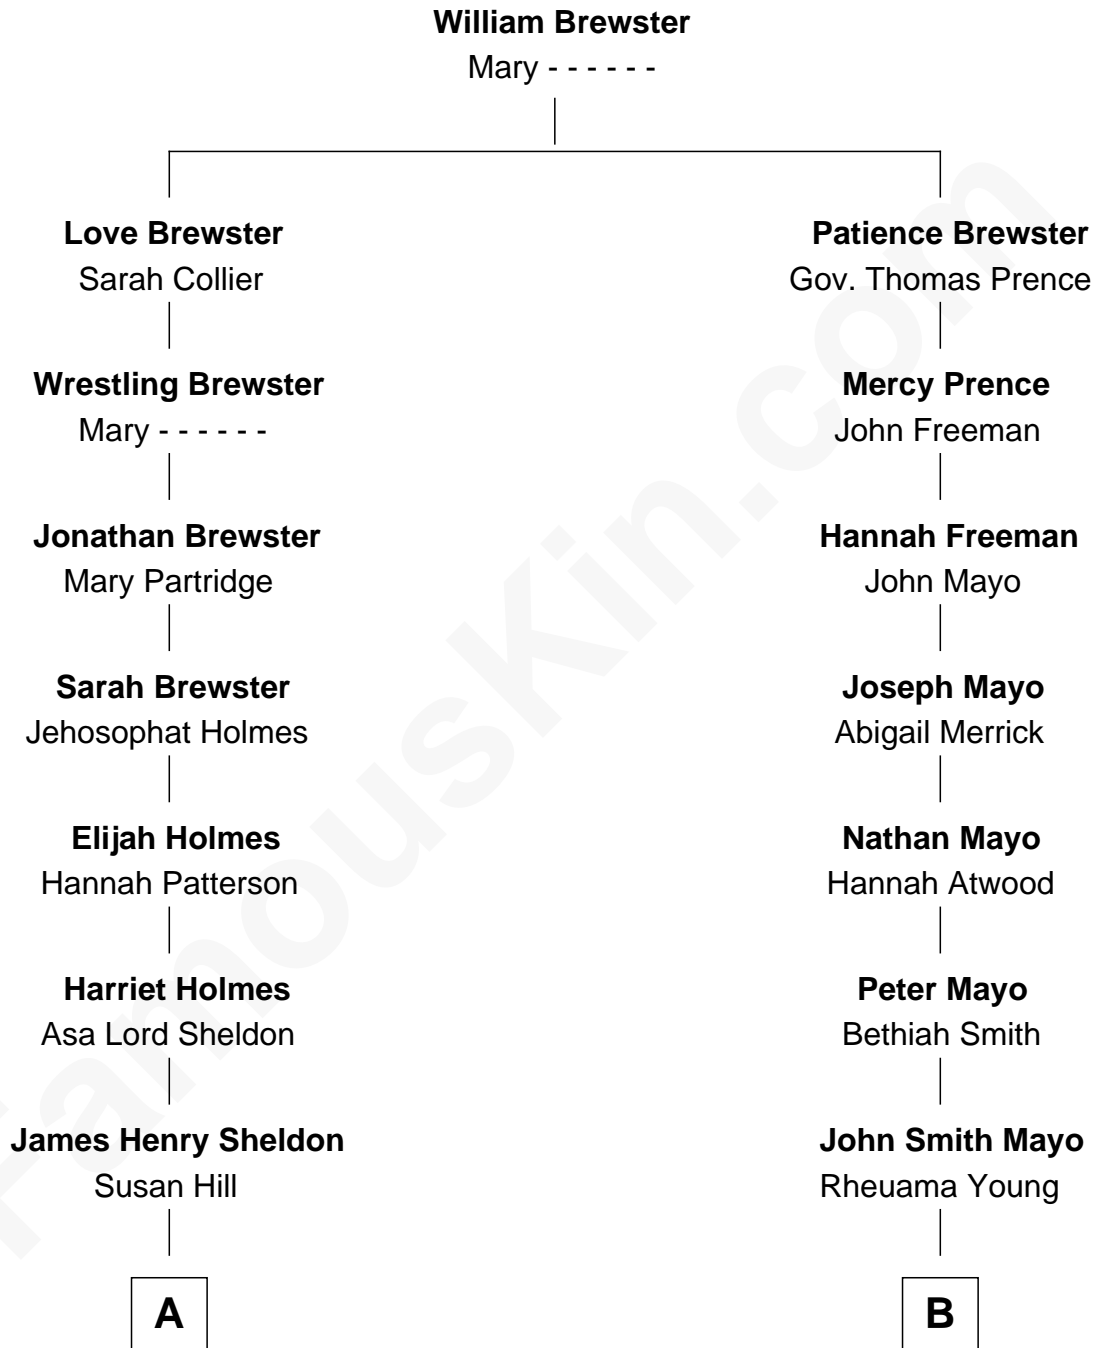 William Brewster
Mary - - - - - -
Love Brewster
Sarah Collier
Patience Brewster
Gov. Thomas Prence
Wrestling Brewster
Mary - - - - - -
Mercy Prence
John Freeman
Jonathan Brewster
Mary Partridge
Hannah Freeman
John Mayo
Sarah Brewster
Jehosophat Holmes
Joseph Mayo
Abigail Merrick
Elijah Holmes
Hannah Patterson
Nathan Mayo
Hannah Atwood
Harriet Holmes
Asa Lord Sheldon
Peter Mayo
Bethiah Smith
James Henry Sheldon
Susan Hill
John Smith Mayo
Rheuama Young
A
B
FamousKin.com